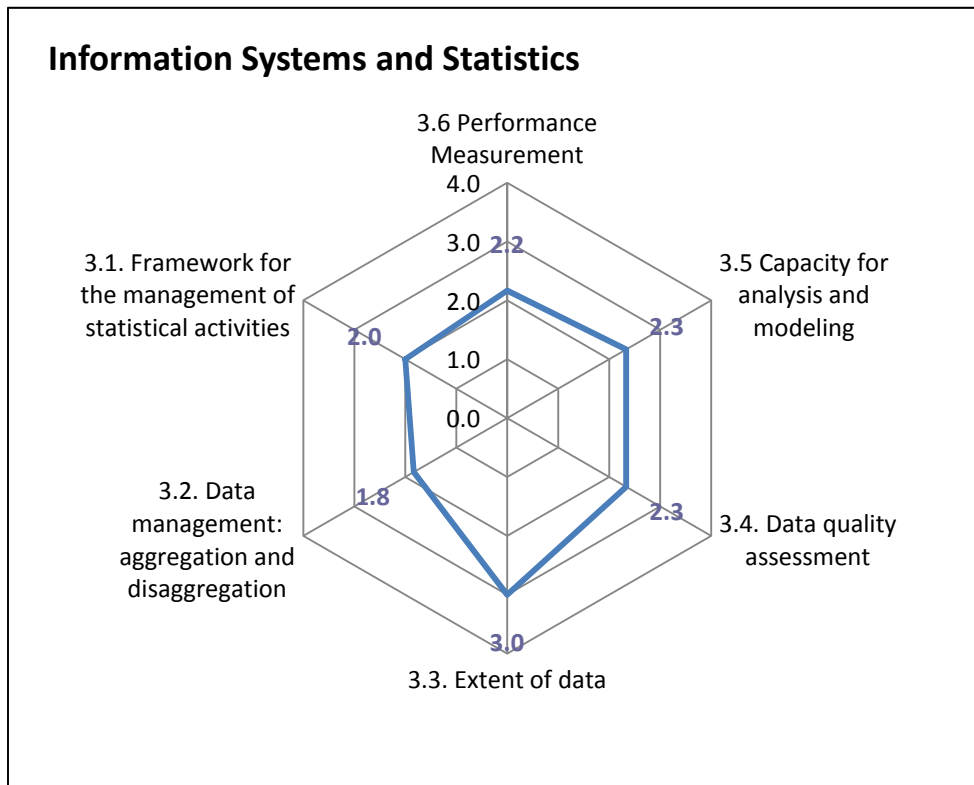 Information Systems and Statistics
3.6 Performance
Measurement
4.0
3.0
2.2
2.0
1.0
0.0
3.5 Capacity for
analysis and
modeling
2.3
3.4. Data quality
assessment
2.3
3.3. Extent of data
3.0
3.2. Data
management:
aggregation and
disaggregation
1.8
3.1. Framework for
the management of
statistical activities
2.0